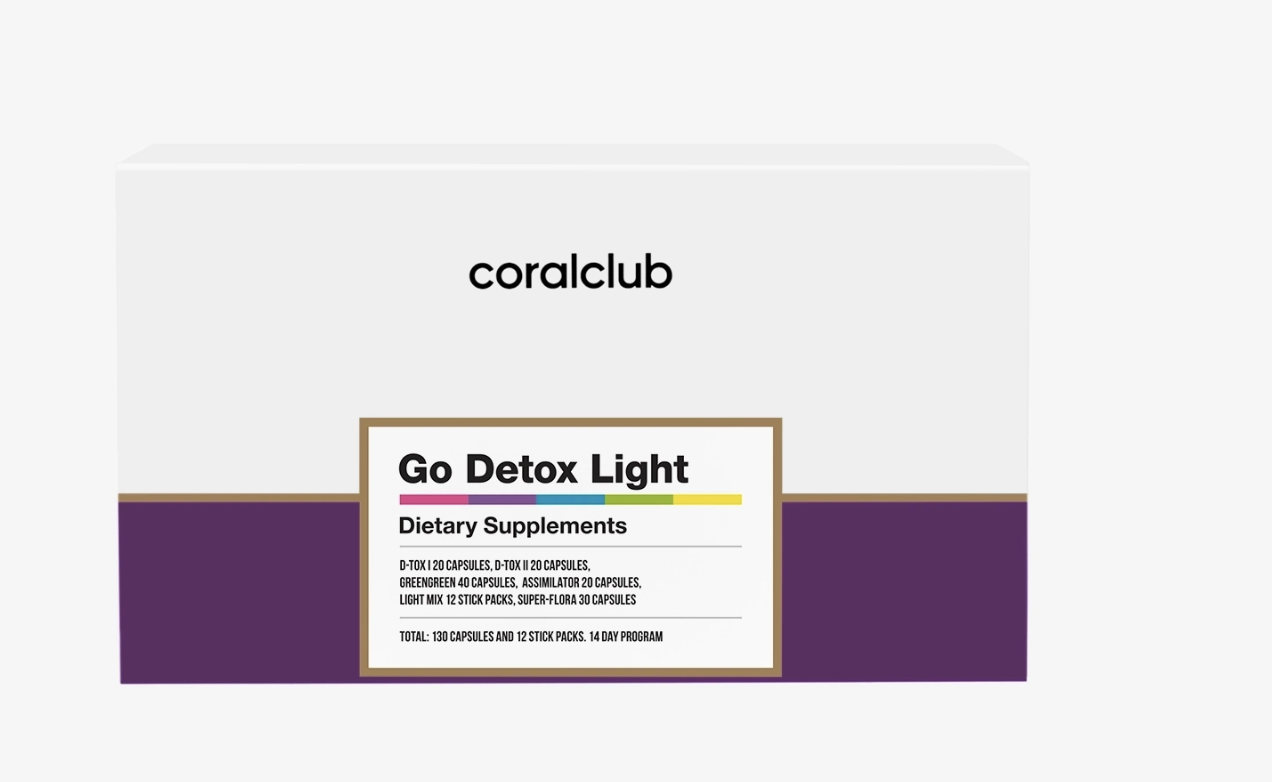 coralclub
Go Detox Light
Dietary Supplements
D-TOX I 20 CAPSULES, D-TOX II 20 CAPSULES,
GREENGREEN 40 CAPSULES, ASSIMILATOR 20 CAPSULES,
LIGHT MIX 12 STICK PACKS, SUPER-FLORA 30 CAPSULES
TOTAL: 130 CAPSULES AND 12 STICK PACKS. 14 DAY PROGRAM